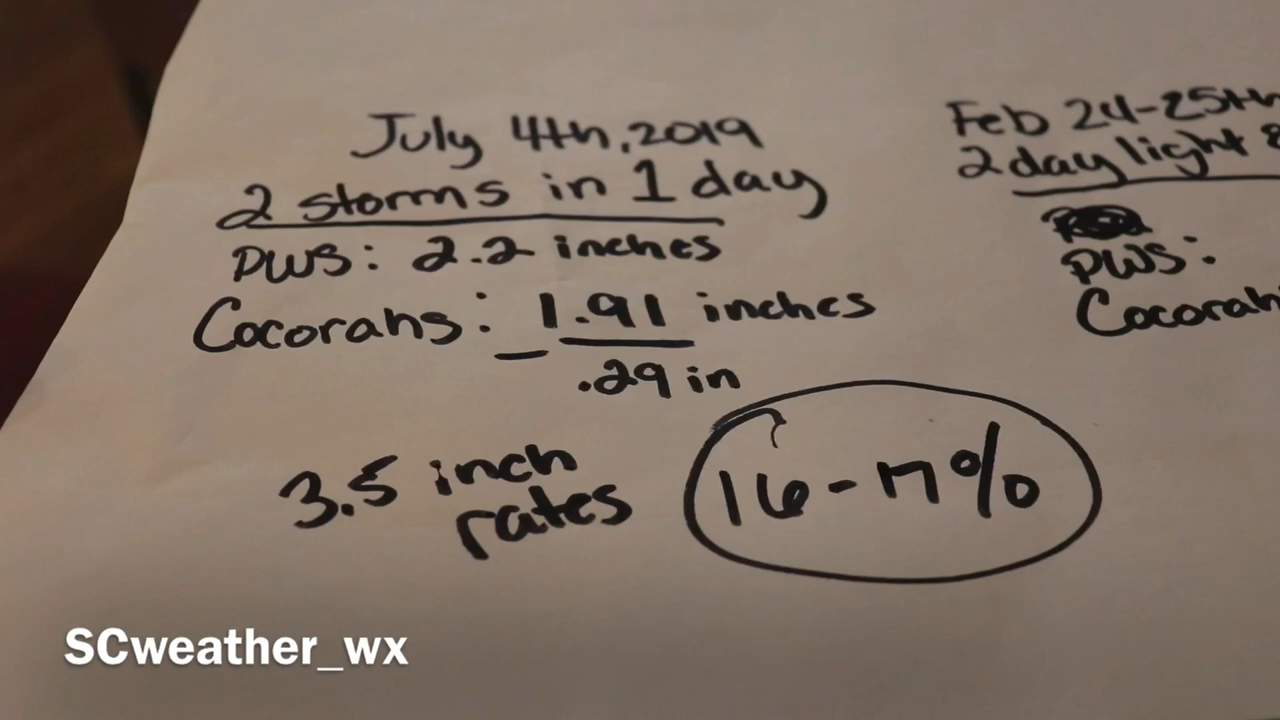 July 4th, 2019
2 storms in 1 day
PWS: 2.2 inches
Cocorahs: - 1.91 inches
.29 in
3.5 inch
rates
16-17%
Feb 24-25th
2 day light
PWS:
Cocorah
SCweather_wx